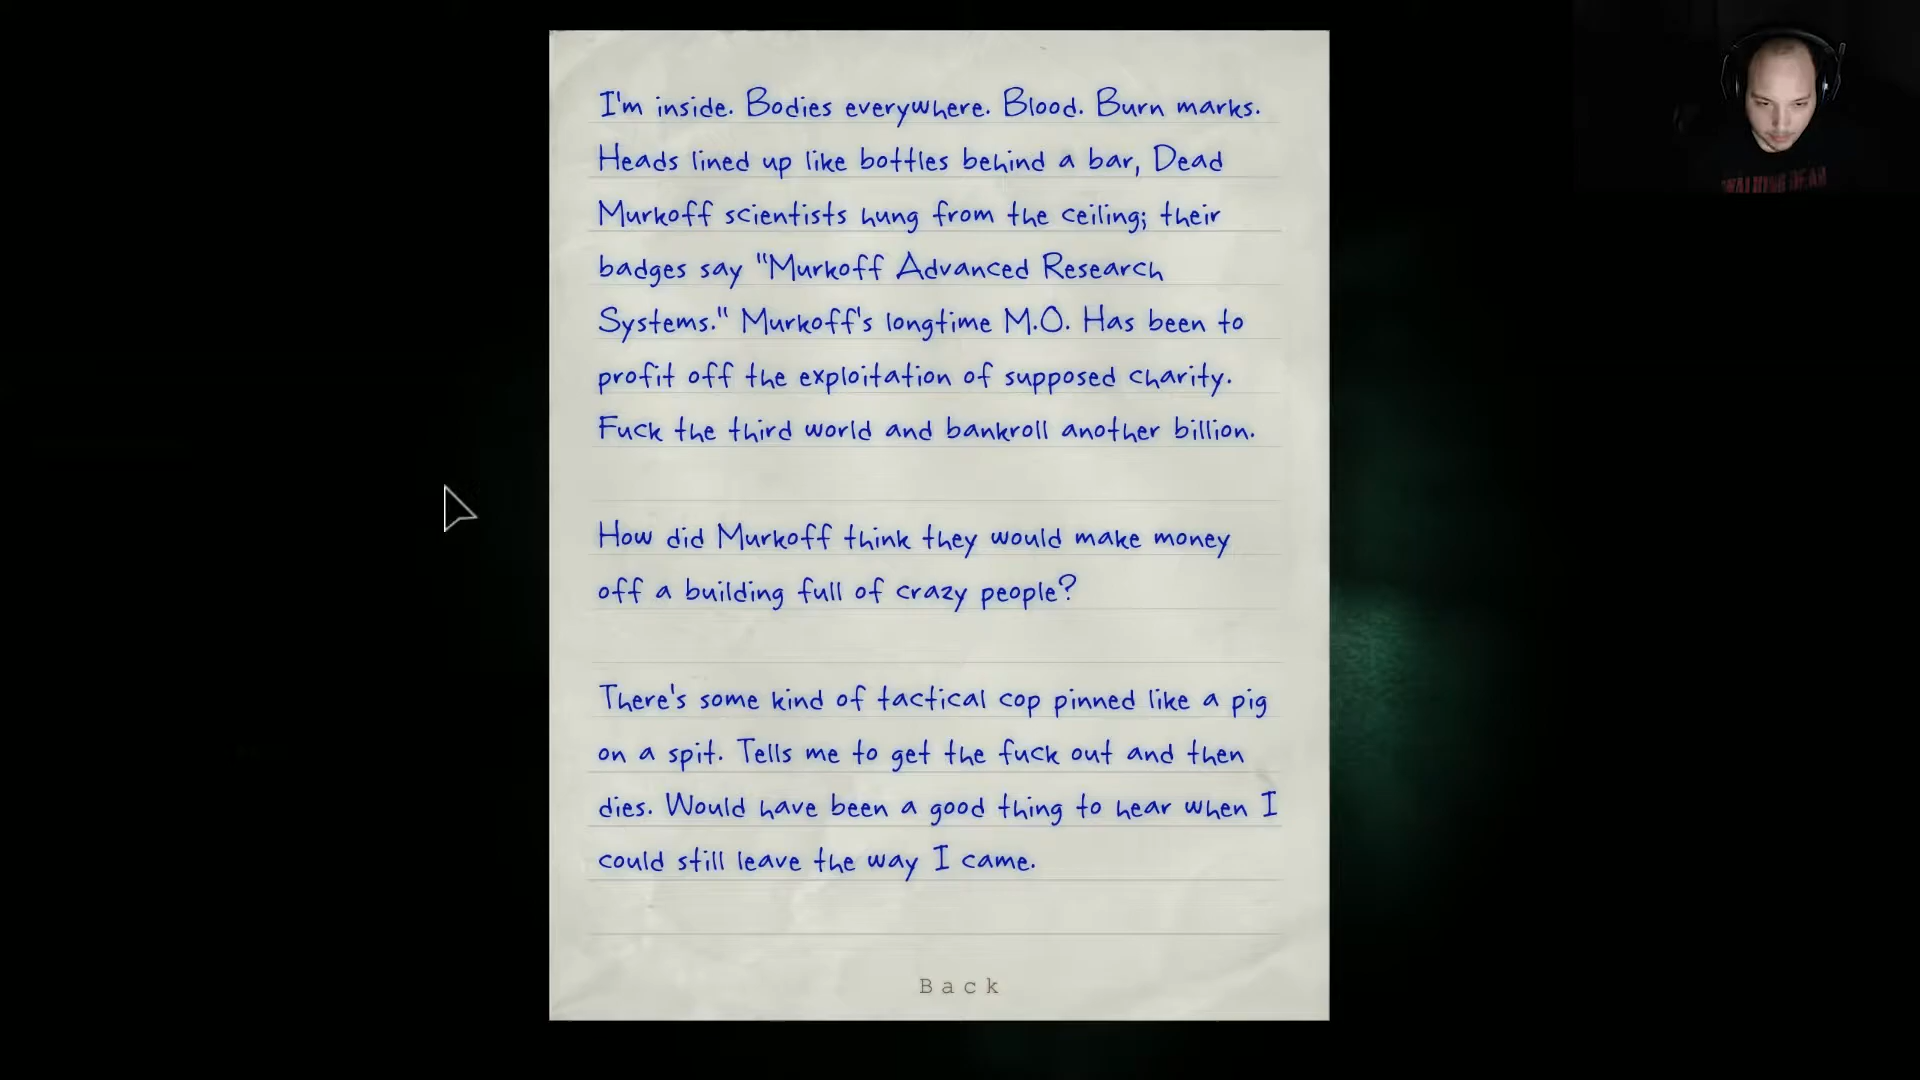 I'm inside. Bodies everywhere. Blood. Burn marks.
Heads lined up like bottles behind a bar, Dead
Murkoff scientists hung from the ceiling; their
badges say "Murkoff Advanced Research
Systems." Murkoff's longtime M.O. Has been to
profit off the exploitation of supposed charity.
Fuck the third world and bankroll another billion.
How did Murkoff think they would make money
off a building full of crazy people?
There's some kind of tactical cop pinned like a pig
on a spit. Tells me to get the fuck out and then
dies. Would have been a good thing to hear when I
could still leave the way I came.
Back
WALKING DEAD